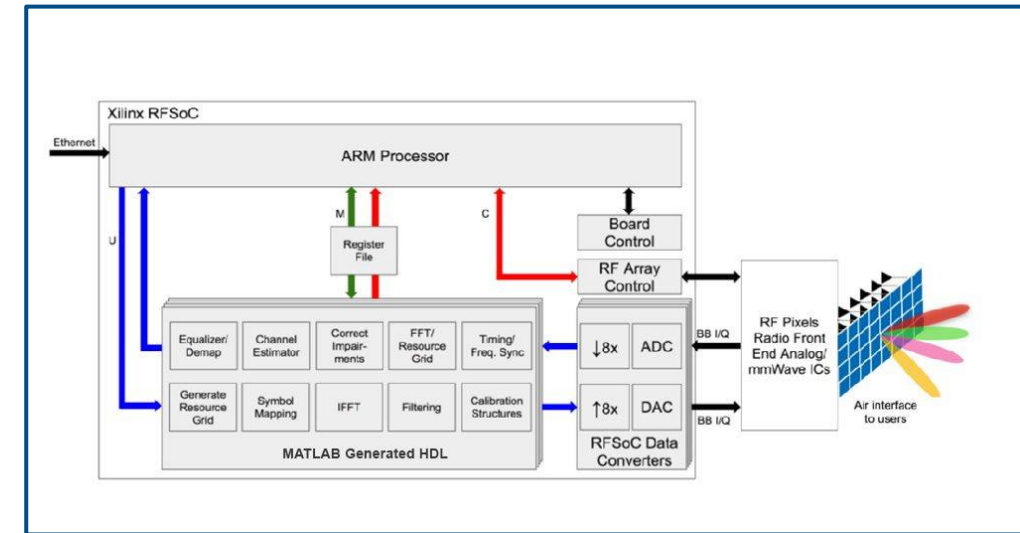 Xilinx RFSoC
Ethernet
ARM Processor
U
M
C
Register
File
Board
Control
RF Array
Control
Equalizer/
Demap
Channel
Estimator
Correct
Impair-
ments
FFT/
Resource
Grid
Timing/
Freq. Sync
Generate
Resource
Grid
Symbol
Mapping
IFFT
Filtering
Calibration
Structures
MATLAB Generated HDL
↓8x
ADC
↑8x
DAC
RFSoC Data
Converters
BB I/Q
BB I/Q
RF Pixels
Radio Front
End Analog/
mmWave ICs
Air interface
to users